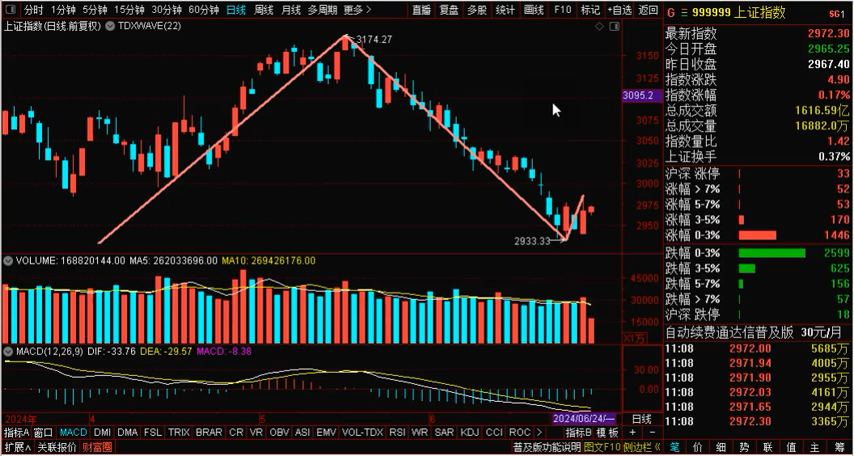 分时 1分钟 5分钟 15分钟 30分钟 60分钟 日线 周线 月线 多周期 更多> 直播 复盘 多股 统计 画线 F10 标记 +自选 返回
上证指数(日线.前复权) TDXWAVE(22)
3174.27
3150
3125
3095.2
3075
3050
3025
3000
2975
2950
2933.33
VOLUME: 168820144.00 MA5: 262033696.00 MA10: 269426176.00
45000
30000
15000
X1万
MACD(12,26,9) DIF: -33.76 DEA: -29.57 MACD: -8.38
30.00
0.00
2024年 4 5 6 2024/06/24/一 日线
指标A 窗口 MACD DMI DMA FSL TRIX BRAR CR VR OBV ASI EMV VOL-TDX RSI WR SAR KDJ CCI ROC > 指标B 模板 + -
扩展∧ 关联报价 财富圈 普及版功能说明 图文F10 侧边栏《
G 999999 上证指数 SG1
最新指数 2972.30
今日开盘 2965.25
昨日收盘 2967.40
指数涨跌 4.90
指数涨幅 0.17%
总成交额 1616.59亿
总成交量 16882.0万
指数量比 1.42
上证换手 0.37%
沪深 涨停 33
涨幅 > 7% 52
涨幅 5-7% 53
涨幅 3-5% 170
涨幅 0-3% 1446
跌幅 0-3% 2599
跌幅 3-5% 625
跌幅 5-7% 156
跌幅 > 7% 57
沪深 跌停 18
自动续费通达信普及版 30元/月
11:08 2972.00 5685万
11:08 2971.94 4005万
11:08 2971.90 2955万
11:08 2972.03 4161万
11:08 2971.65 2944万
11:08 2972.30 3365万
笔 价 细 势 联 值 主 筹